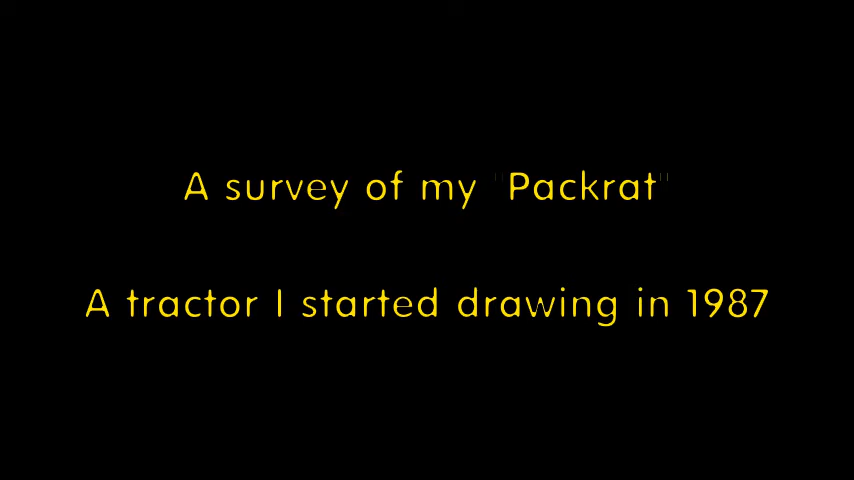 A survey of my "Packrat"
A tractor I started drawing in 1987